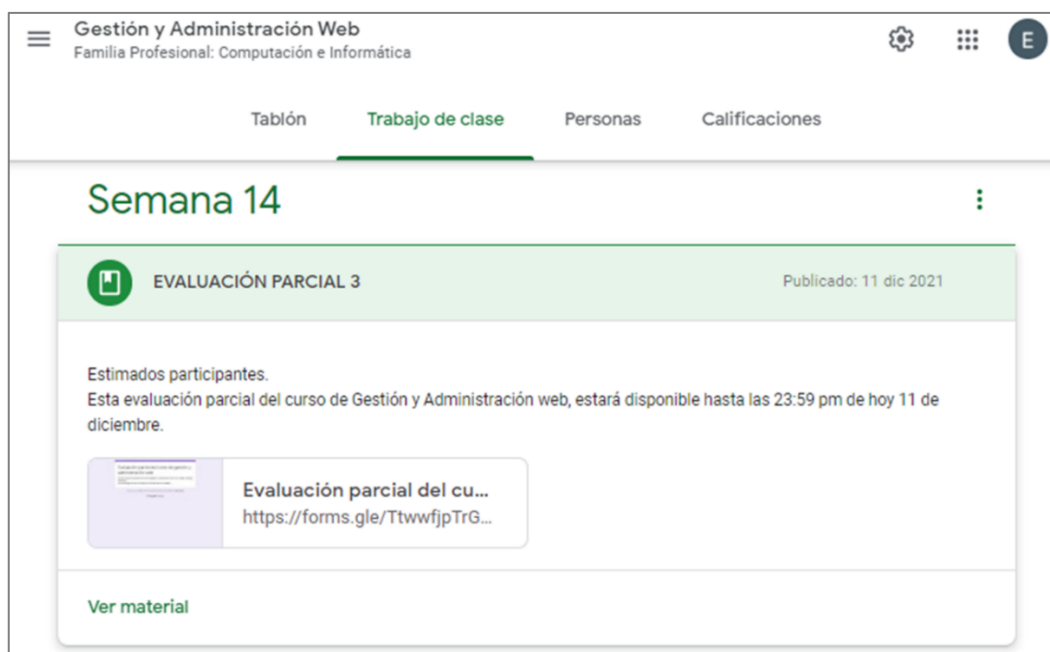 Gestión y Administración Web
Familia Profesional: Computación e Informática
E
Tablón Trabajo de clase Personas Calificaciones
Semana 14
EVALUACIÓN PARCIAL 3 Publicado: 11 dic 2021
Estimados participantes.
Esta evaluación parcial del curso de Gestión y Administración web, estará disponible hasta las 23:59 pm de hoy 11 de
diciembre.
Evaluación parcial del cu...
https://forms.gle/TtwwfjpTrG...
Ver material